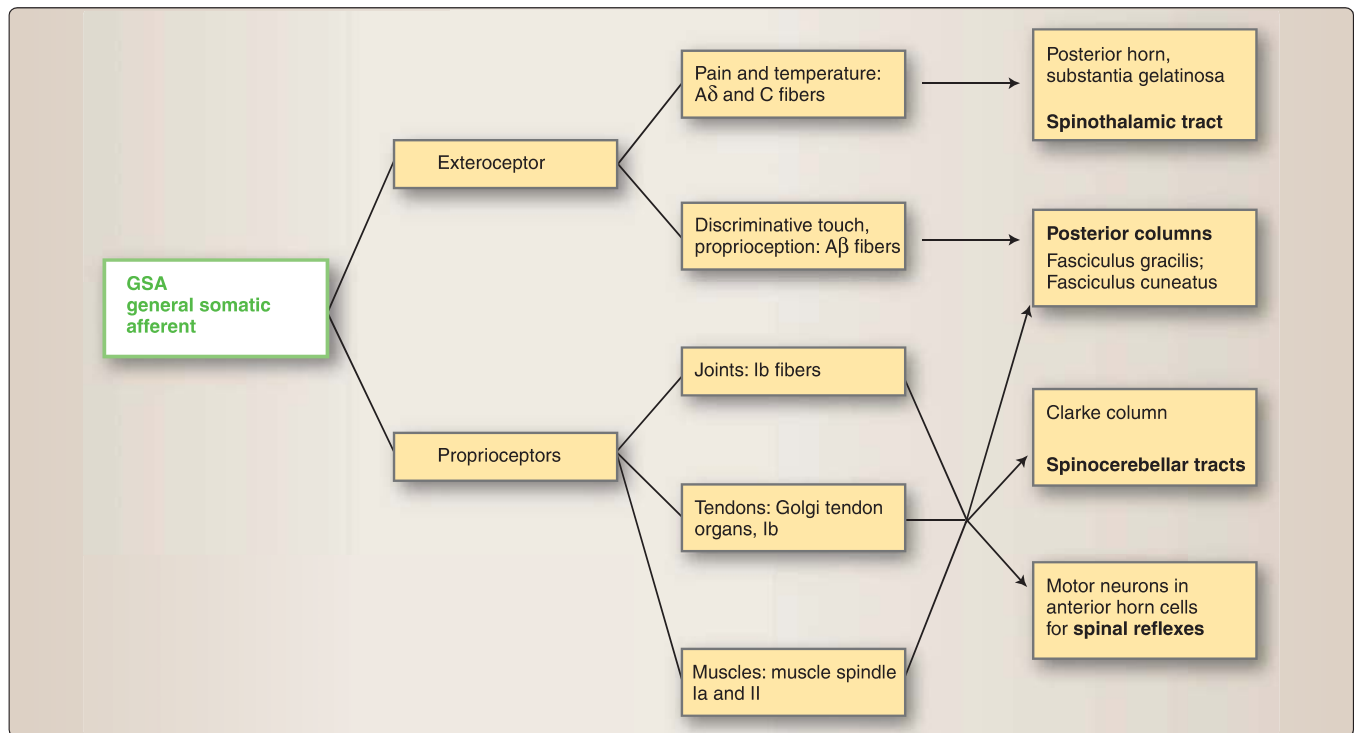 GSA
general somatic
afferent
Exteroceptor
Proprioceptors
Pain and temperature:
Aδ and C fibers
Discriminative touch,
proprioception: Aβ fibers
Joints: Ib fibers
Tendons: Golgi tendon
organs, Ib
Muscles: muscle spindle
Ia and II
Posterior horn,
substantia gelatinosa
Spinothalamic tract
Posterior columns
Fasciculus gracilis;
Fasciculus cuneatus
Clarke column
Spinocerebellar tracts
Motor neurons in
anterior horn cells
for spinal reflexes